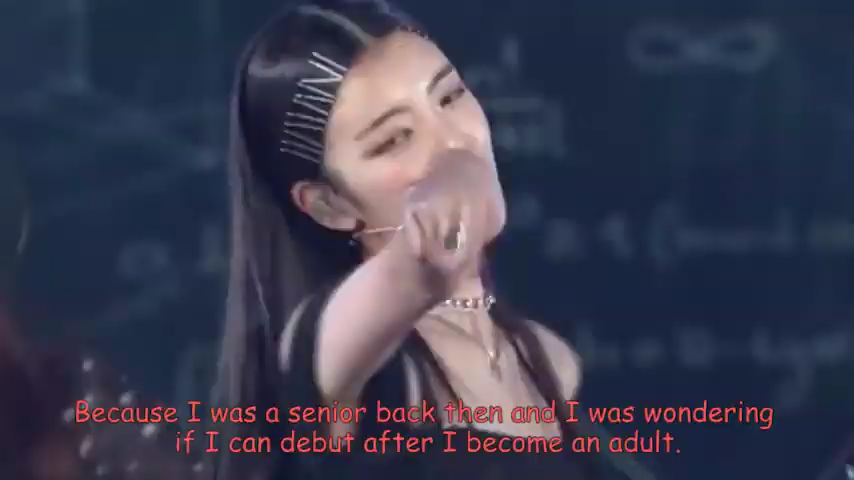 Because I was a senior back then and I was wondering
if I can debut after I become an adult.